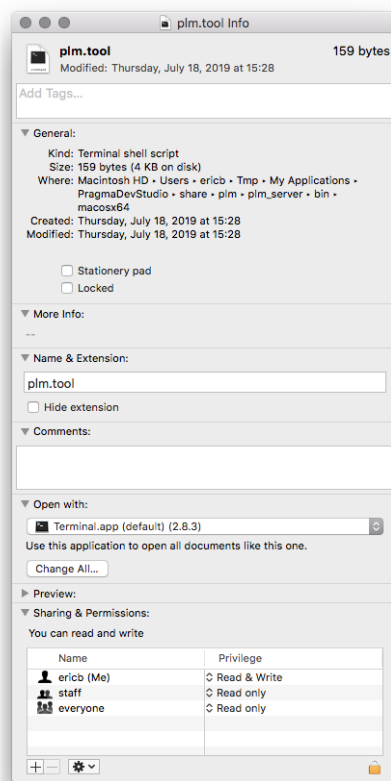 plm.tool Info
plm.tool 159 bytes
Modified: Thursday, July 18, 2019 at 15:28
Add Tags...
General:
Kind: Terminal shell script
Size: 159 bytes (4 KB on disk)
Where: Macintosh HD ‣ Users ‣ ericb ‣ Tmp ‣ My Applications ‣
PragmaDevStudio ‣ share ‣ plm ‣ plm_server ‣ bin ‣
macosx64
Created: Thursday, July 18, 2019 at 15:28
Modified: Thursday, July 18, 2019 at 15:28
Stationery pad
Locked
More Info:
--
Name & Extension:
plm.tool
Hide extension
Comments:
Open with:
Terminal.app (default) (2.8.3)
Use this application to open all documents like this one.
Change All...
Preview:
Sharing & Permissions:
You can read and write
Name Privilege
ericb (Me) Read & Write
staff Read only
everyone Read only